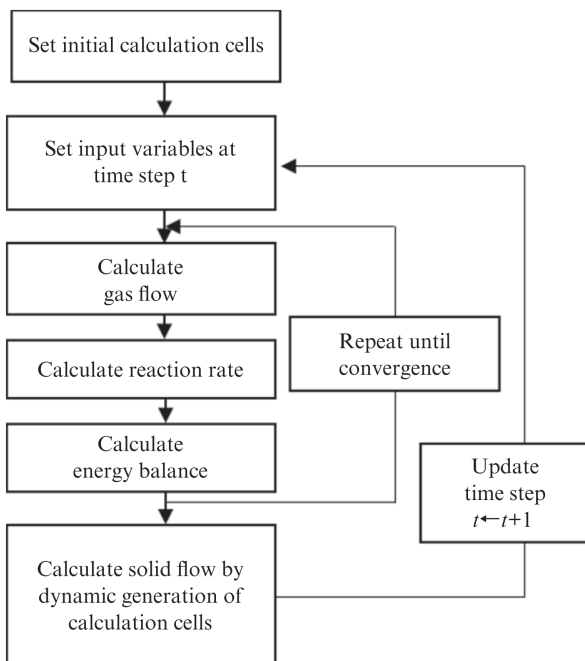 Set initial calculation cells
Set input variables at
time step t
Calculate
gas flow
Calculate reaction rate
Calculate
energy balance
Calculate solid flow by
dynamic generation of
calculation cells
Repeat until
convergence
Update
time step
t←t+1